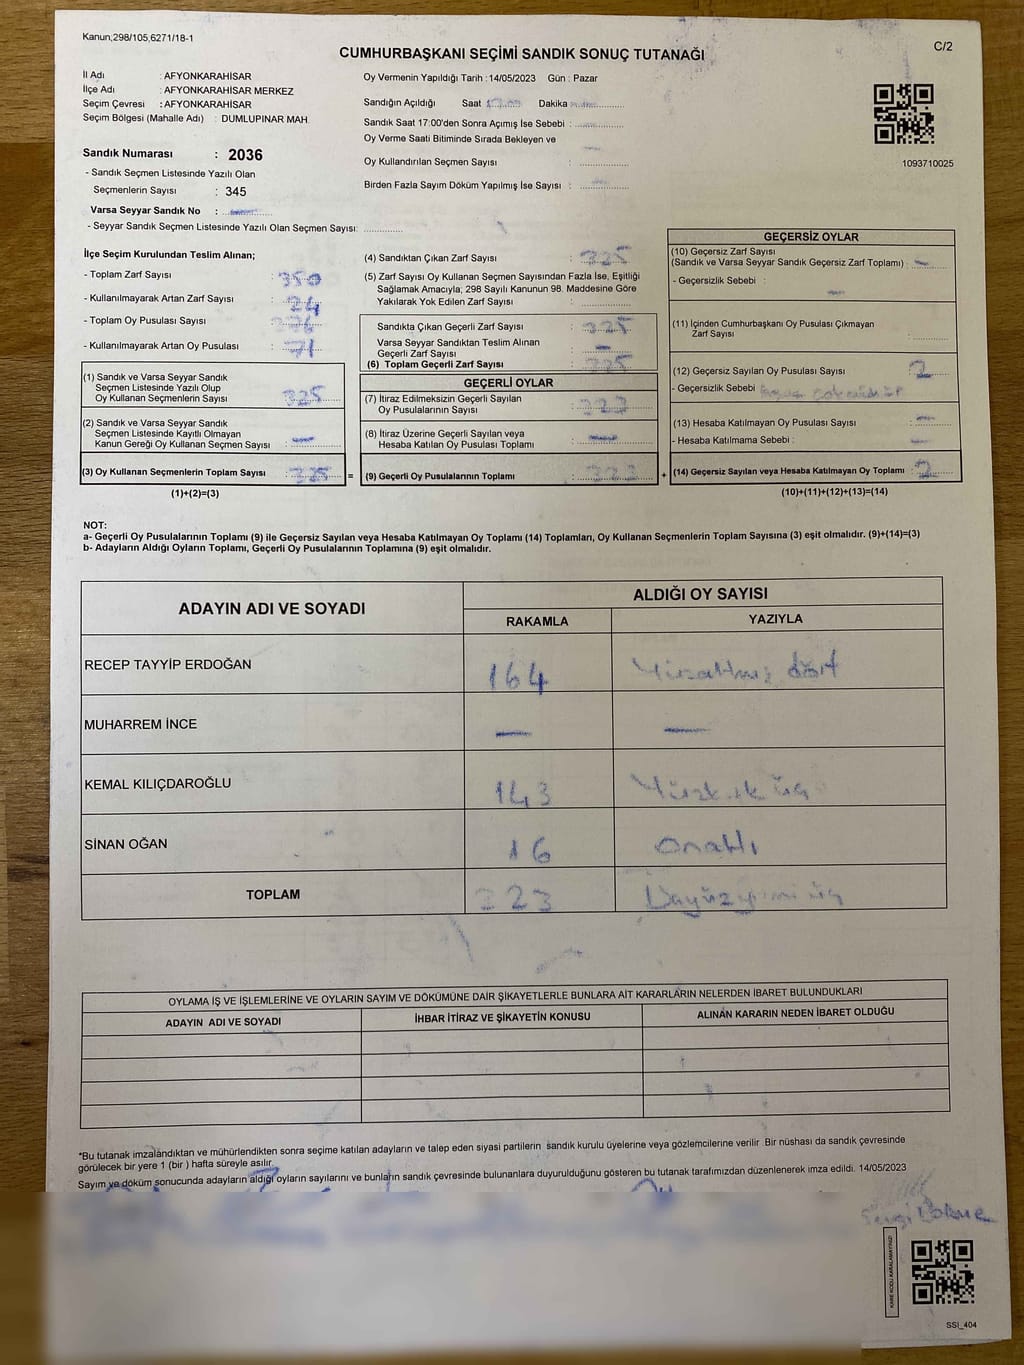 Kanun;298/105,6271/18-1
C/2
CUMHURBAŞKANI SEÇİMİ SANDIK SONUÇ TUTANAĞI
İl Adı : AFYONKARAHİSAR
İlçe Adı : AFYONKARAHİSAR MERKEZ
Seçim Çevresi : AFYONKARAHİSAR
Seçim Bölgesi (Mahalle Adı) : DUMLUPINAR MAH.
Sandık Numarası : 2036
- Sandık Seçmen Listesinde Yazılı Olan
Seçmenlerin Sayısı : 345
Varsa Seyyar Sandık No :
- Seyyar Sandık Seçmen Listesinde Yazılı Olan Seçmen Sayısı:
Oy Vermenin Yapıldığı Tarih : 14/05/2023 Gün : Pazar
Sandığın Açıldığı Saat Dakika
Sandık Saat 17:00'den Sonra Açımış İse Sebebi :
Oy Verme Saati Bitiminde Sırada Bekleyen ve
Oy Kullandırılan Seçmen Sayısı :
Birden Fazla Sayım Döküm Yapılmış İse Sayısı :
1093710025
İlçe Seçim Kurulundan Teslim Alınan;
- Toplam Zarf Sayısı : 350
- Kullanılmayarak Artan Zarf Sayısı : 24
- Toplam Oy Pusulası Sayısı :
- Kullanılmayarak Artan Oy Pusulası : 71
(1) Sandık ve Varsa Seyyar Sandık
Seçmen Listesinde Yazılı Olup
Oy Kullanan Seçmenlerin Sayısı : 325
(2) Sandık ve Varsa Seyyar Sandık
Seçmen Listesinde Kayıtlı Olmayan
Kanun Gereği Oy Kullanan Seçmen Sayısı : —
(3) Oy Kullanan Seçmenlerin Toplam Sayısı : 325 =
(1)+(2)=(3)
(4) Sandıktan Çıkan Zarf Sayısı : 325
(5) Zarf Sayısı Oy Kullanan Seçmen Sayısından Fazla İse, Eşitliği
Sağlamak Amacıyla; 298 Sayılı Kanunun 98. Maddesine Göre
Yakılarak Yok Edilen Zarf Sayısı :
Sandıkta Çıkan Geçerli Zarf Sayısı : 325
Varsa Seyyar Sandıktan Teslim Alınan
Geçerli Zarf Sayısı : —
(6) Toplam Geçerli Zarf Sayısı : 325
GEÇERLİ OYLAR
(7) İtiraz Edilmeksizin Geçerli Sayılan
Oy Pusulalarının Sayısı : 323
(8) İtiraz Üzerine Geçerli Sayılan veya
Hesaba Katılan Oy Pusulası Toplamı : —
(9) Geçerli Oy Pusulalarının Toplamı : 323 +
GEÇERSİZ OYLAR
(10) Geçersiz Zarf Sayısı
(Sandık ve Varsa Seyyar Sandık Geçersiz Zarf Toplamı) : —
- Geçersizlik Sebebi : —
(11) İçinden Cumhurbaşkanı Oy Pusulası Çıkmayan
Zarf Sayısı :
(12) Geçersiz Sayılan Oy Pusulası Sayısı : 2
- Geçersizlik Sebebi
(13) Hesaba Katılmayan Oy Pusulası Sayısı : —
- Hesaba Katılmama Sebebi : —
(14) Geçersiz Sayılan veya Hesaba Katılmayan Oy Toplamı : 2
(10)+(11)+(12)+(13)=(14)
NOT:
a- Geçerli Oy Pusulalarının Toplamı (9) ile Geçersiz Sayılan veya Hesaba Katılmayan Oy Toplamı (14) Toplamları, Oy Kullanan Seçmenlerin Toplam Sayısına (3) eşit olmalıdır. (9)+(14)=(3)
b- Adayların Aldığı Oyların Toplamı, Geçerli Oy Pusulalarının Toplamına (9) eşit olmalıdır.
ADAYIN ADI VE SOYADI ALDIĞI OY SAYISI
RAKAMLA YAZIYLA
RECEP TAYYİP ERDOĞAN 164 Yüzaltmış dört
MUHARREM İNCE — —
KEMAL KILIÇDAROĞLU 143 Yüzkırk üç
SİNAN OĞAN 16 Onaltı
TOPLAM 323
OYLAMA İŞ VE İŞLEMLERİNE VE OYLARIN SAYIM VE DÖKÜMÜNE DAİR ŞİKAYETLERLE BUNLARA AİT KARARLARIN NELERDEN İBARET BULUNDUKLARI
ADAYIN ADI VE SOYADI İHBAR İTİRAZ VE ŞİKAYETİN KONUSU ALINAN KARARIN NEDEN İBARET OLDUĞU
*Bu tutanak imzalandıktan ve mühürlendikten sonra seçime katılan adayların ve talep eden siyasi partilerin sandık kurulu üyelerine veya gözlemcilerine verilir Bir nüshası da sandık çevresinde
görülecek bir yere 1 (bir ) hafta süreyle asılır.
Sayım ve döküm sonucunda adayların aldığı oyların sayılarını ve bunların sandık çevresinde bulunanlara duyurulduğunu gösteren bu tutanak tarafımızdan düzenlenerek imza edildi. 14/05/2023
KARE KODU KARALAMAYINIZ!
SSI_404